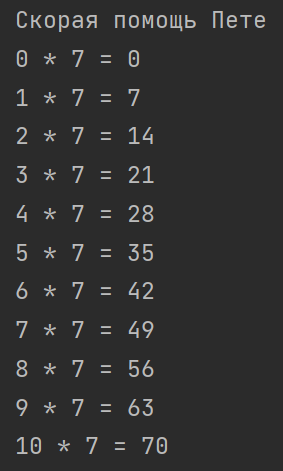 Скорая помощь Пете
0 * 7 = 0
1 * 7 = 7
2 * 7 = 14
3 * 7 = 21
4 * 7 = 28
5 * 7 = 35
6 * 7 = 42
7 * 7 = 49
8 * 7 = 56
9 * 7 = 63
10 * 7 = 70